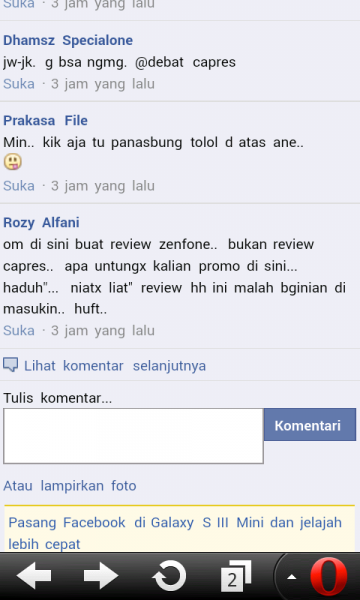 Suka · 3 jam yang lalu
Dhamsz Specialone
jw-jk. g bsa ngmg. @debat capres
Suka · 3 jam yang lalu
Prakasa File
Min.. kik aja tu panasbung tolol d atas ane..
Suka · 3 jam yang lalu
Rozy Alfani
om di sini buat review zenfone.. bukan review
capres.. apa untungx kalian promo di sini...
haduh"... niatx liat" review hh ini malah bginian di
masukin.. huft..
Suka · 3 jam yang lalu
Lihat komentar selanjutnya
Tulis komentar...
Komentari
Atau lampirkan foto
Pasang Facebook di Galaxy S III Mini dan jelajah
lebih cepat
2